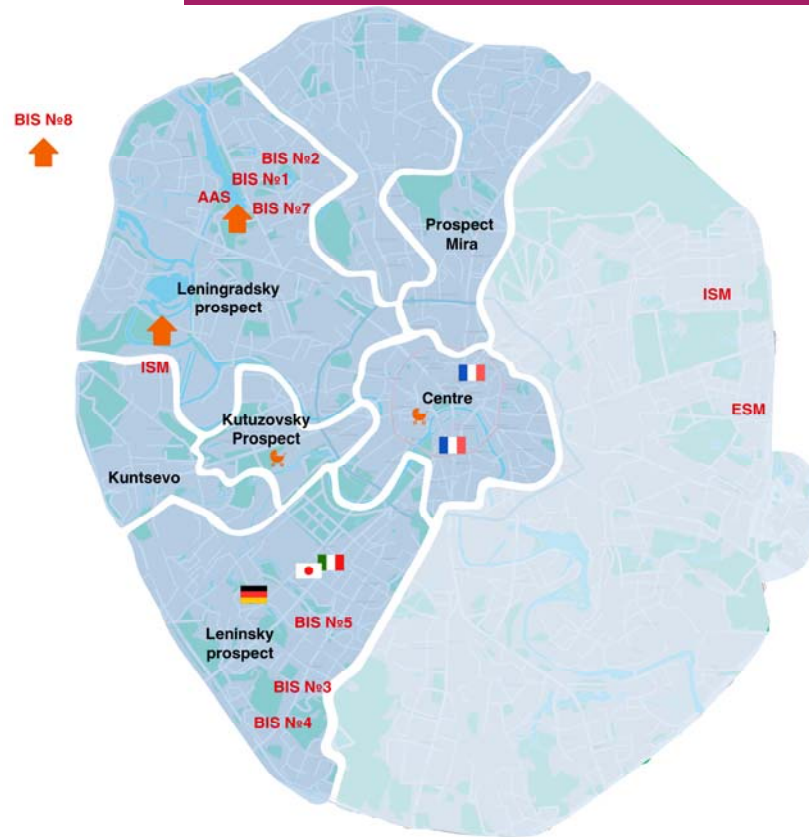 BIS №8
BIS №2
BIS №1
AAS
BIS №7
Prospect
Mira
Leningradsky
prospect
ISM
ISM
Centre
Kutuzovsky
Prospect
ESM
Kuntsevo
BIS №5
Leninsky
prospect
BIS №3
BIS №4